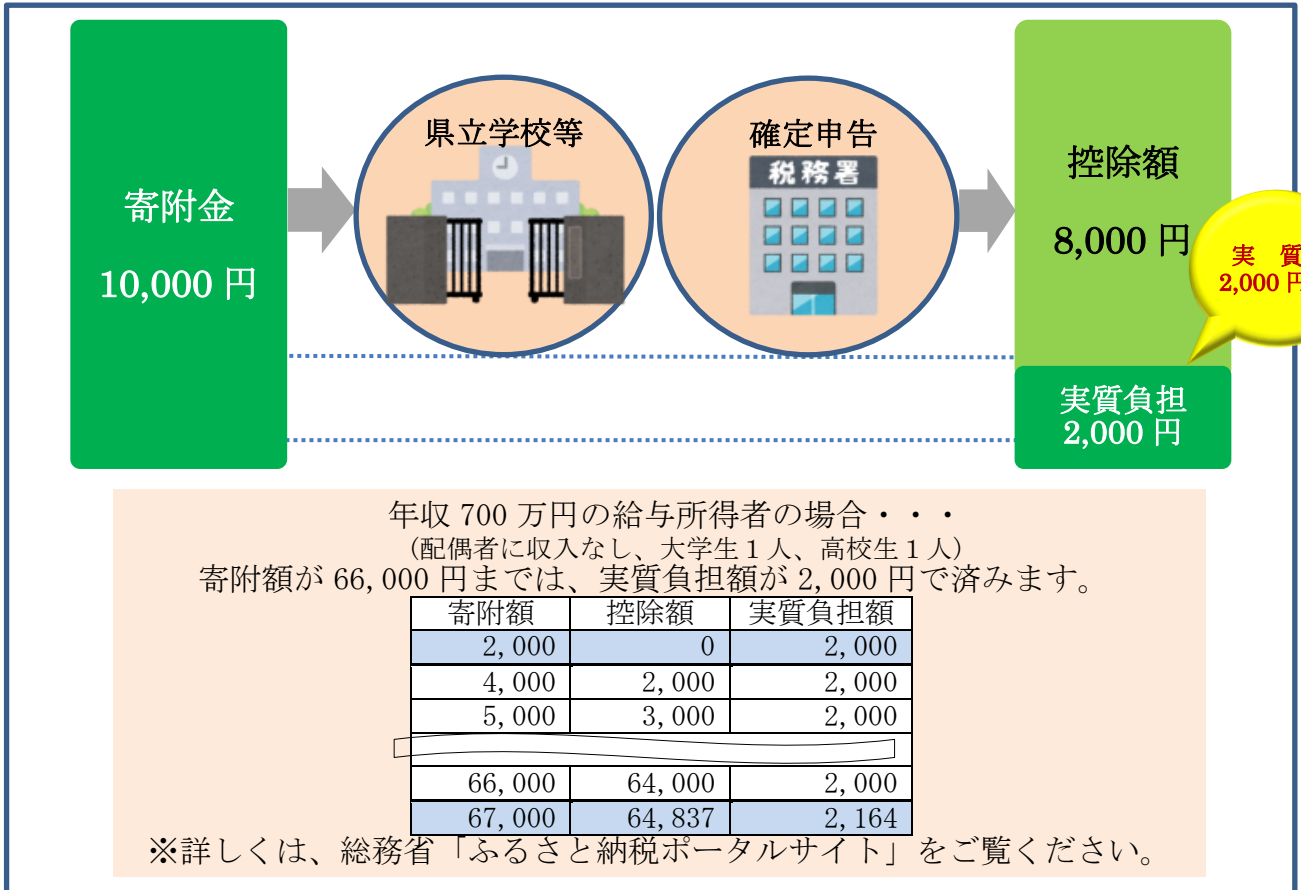 寄附金
10,000 円
県立学校等
確定申告
税務署
控除額
8,000 円
実　質
2,000 円
実質負担
2,000 円
年収 700 万円の給与所得者の場合・・・
（配偶者に収入なし、大学生１人、高校生１人）
寄附額が 66,000 円までは、実質負担額が 2,000 円で済みます。
寄附額 控除額 実質負担額
2,000 0 2,000
4,000 2,000 2,000
5,000 3,000 2,000
66,000 64,000 2,000
67,000 64,837 2,164
※詳しくは、総務省「ふるさと納税ポータルサイト」をご覧ください。